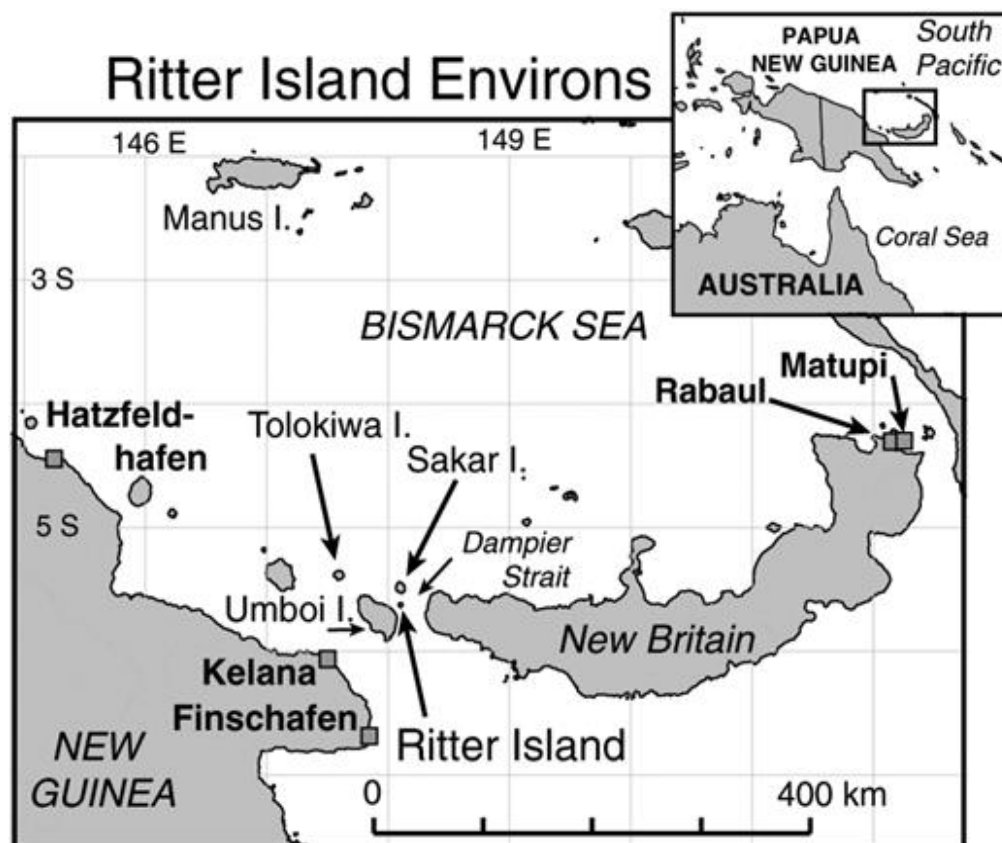 Ritter Island Environs
PAPUA
NEW GUINEA
South
Pacific
Coral Sea
AUSTRALIA
146 E
149 E
Manus I.
3 S
BISMARCK SEA
Matupi
Rabaul
Hatzfeld-
hafen
Tolokiwa I.
Sakar I.
5 S
Dampier
Strait
Umboi I.
New Britain
Kelana
Finschafen
Ritter Island
NEW
GUINEA
0
400 km